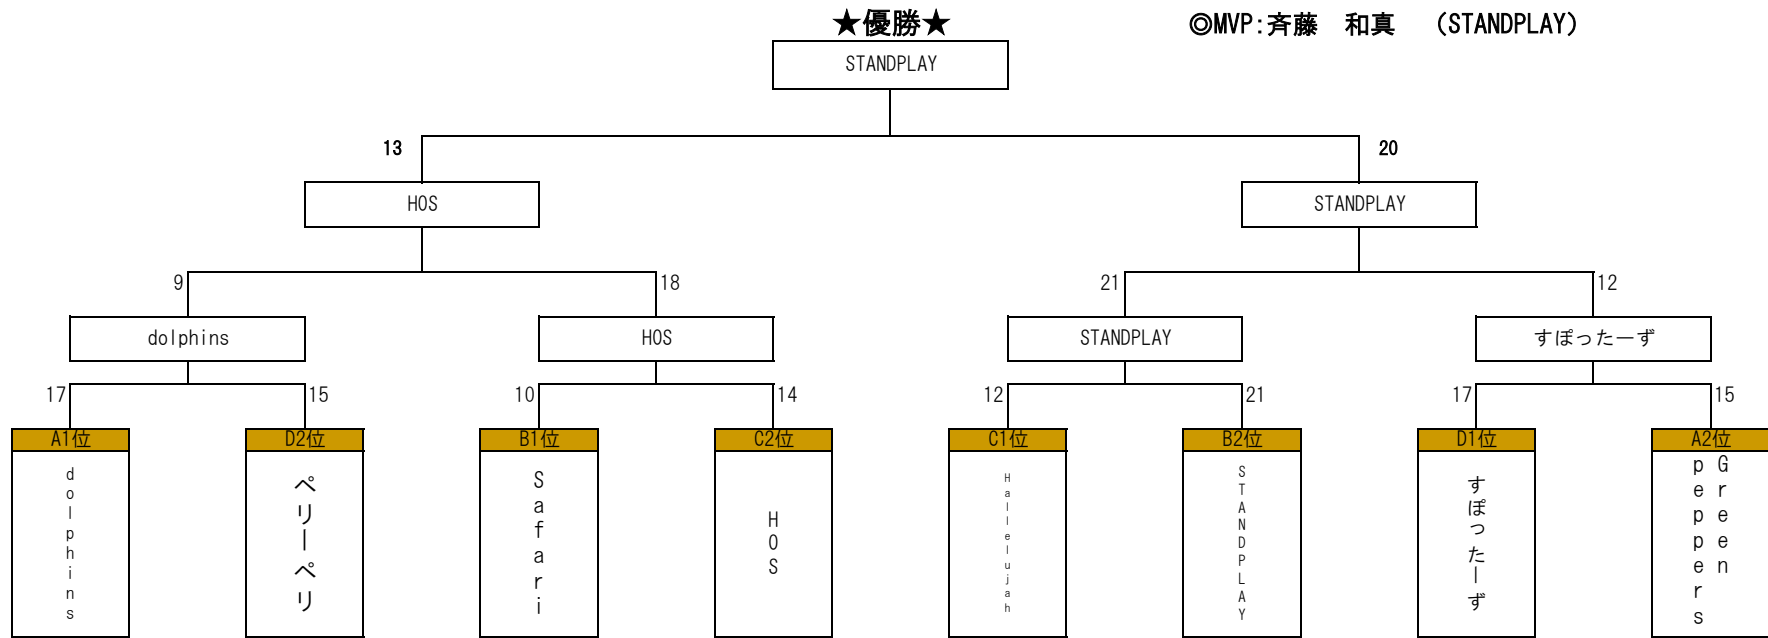 ★優勝★
◎MVP:斉藤　和真　（STANDPLAY）
STANDPLAY
13
20
HOS
STANDPLAY
9
18
21
12
dolphins
HOS
STANDPLAY
すぽったーず
17
15
10
14
12
21
17
15
A1位
D2位
B1位
C2位
C1位
B2位
D1位
A2位
dolphins
ペリーペリ
Safari
HOS
Hallelujah
STANDPLAY
すぽったーず
Green
peppers